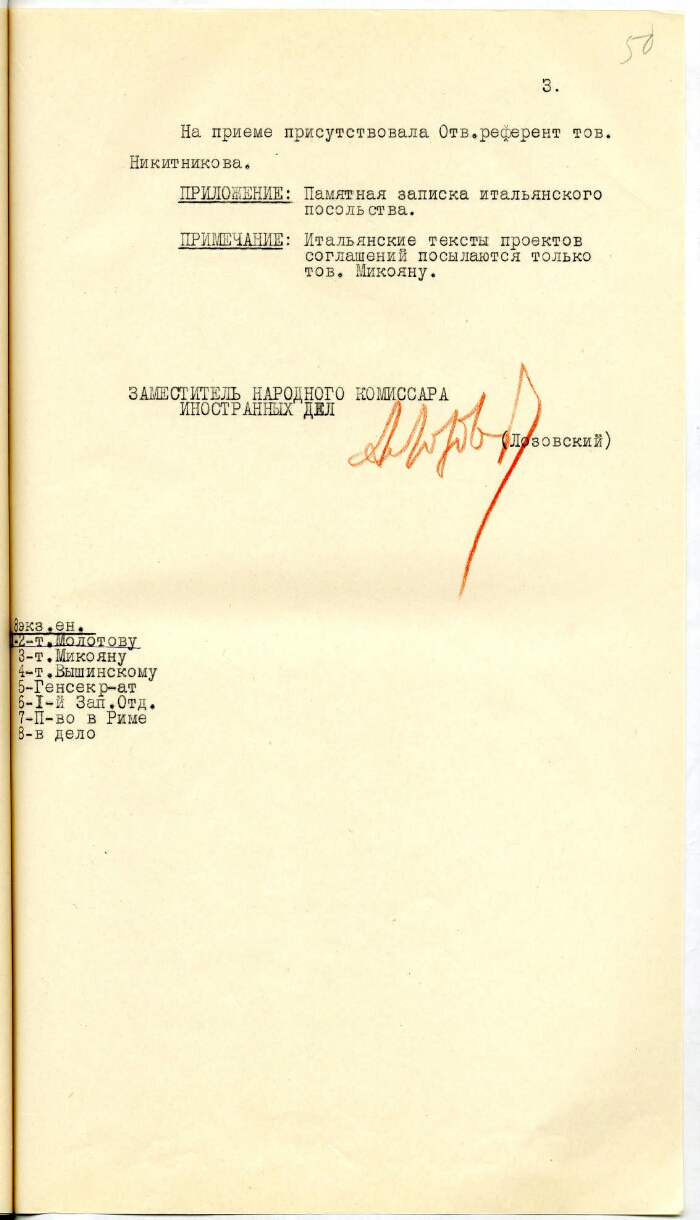 50
3.
На приеме присутствовала Отв.референт тов.
Никитникова.
ПРИЛОЖЕНИЕ: Памятная записка итальянского
посольства.
ПРИМЕЧАНИЕ: Итальянские тексты проектов
соглашений посылаются только
тов. Микояну.
ЗАМЕСТИТЕЛЬ НАРОДНОГО КОМИССАРА
ИНОСТРАННЫХ ДЕЛ
(Лозовский)
8экз.ен.
1-2-т.Молотову
3-т.Микояну
4-т.Вышинскому
5-Генсекр-ат
6-I-й Зап.Отд.
7-П-во в Риме
8-в дело